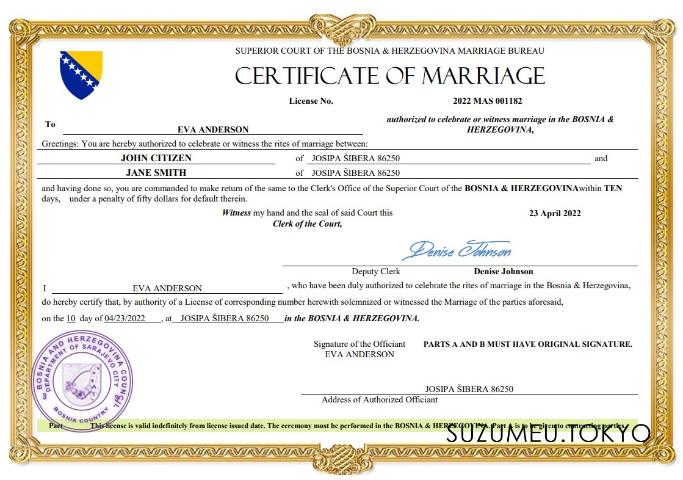 SUPERIOR COURT OF THE BOSNIA & HERZEGOVINA MARRIAGE BUREAU
CERTIFICATE OF MARRIAGE
License No. 2022 MAS 001182
To EVA ANDERSON authorized to celebrate or witness marriage in the BOSNIA &
HERZEGOVINA,
Greetings: You are hereby authorized to celebrate or witness the rites of marriage between:
JOHN CITIZEN of JOSIPA ŠIBERA 86250 and
JANE SMITH of JOSIPA ŠIBERA 86250
and having done so, you are commanded to make return of the same to the Clerk's Office of the Superior Court of the BOSNIA & HERZEGOVINAwithin TEN
days, under a penalty of fifty dollars for default therein.
Witness my hand and the seal of said Court this 23 April 2022
Clerk of the Court,
Denise Johnson
Deputy Clerk Denise Johnson
I EVA ANDERSON , who have been duly authorized to celebrate the rites of marriage in the Bosnia & Herzegovina,
do hereby certify that, by authority of a License of corresponding number herewith solemnized or witnessed the Marriage of the parties aforesaid,
on the 10 day of 04/23/2022 , at JOSIPA ŠIBERA 86250 in the BOSNIA & HERZEGOVINA.
Signature of the Officiant PARTS A AND B MUST HAVE ORIGINAL SIGNATURE.
EVA ANDERSON
JOSIPA ŠIBERA 86250
Address of Authorized Officiant
BOSNIA AND HERZEGOVINA COUNCIL
DEPARTMENT OF SARAJEVO CITY
BOSNIA COUNTRY
Part This license is valid indefinitely from license issued date. The ceremony must be performed in the BOSNIA & HERZEGOVINA. Part A is to be given to contracting parties
SUZUMEU.TOKYO